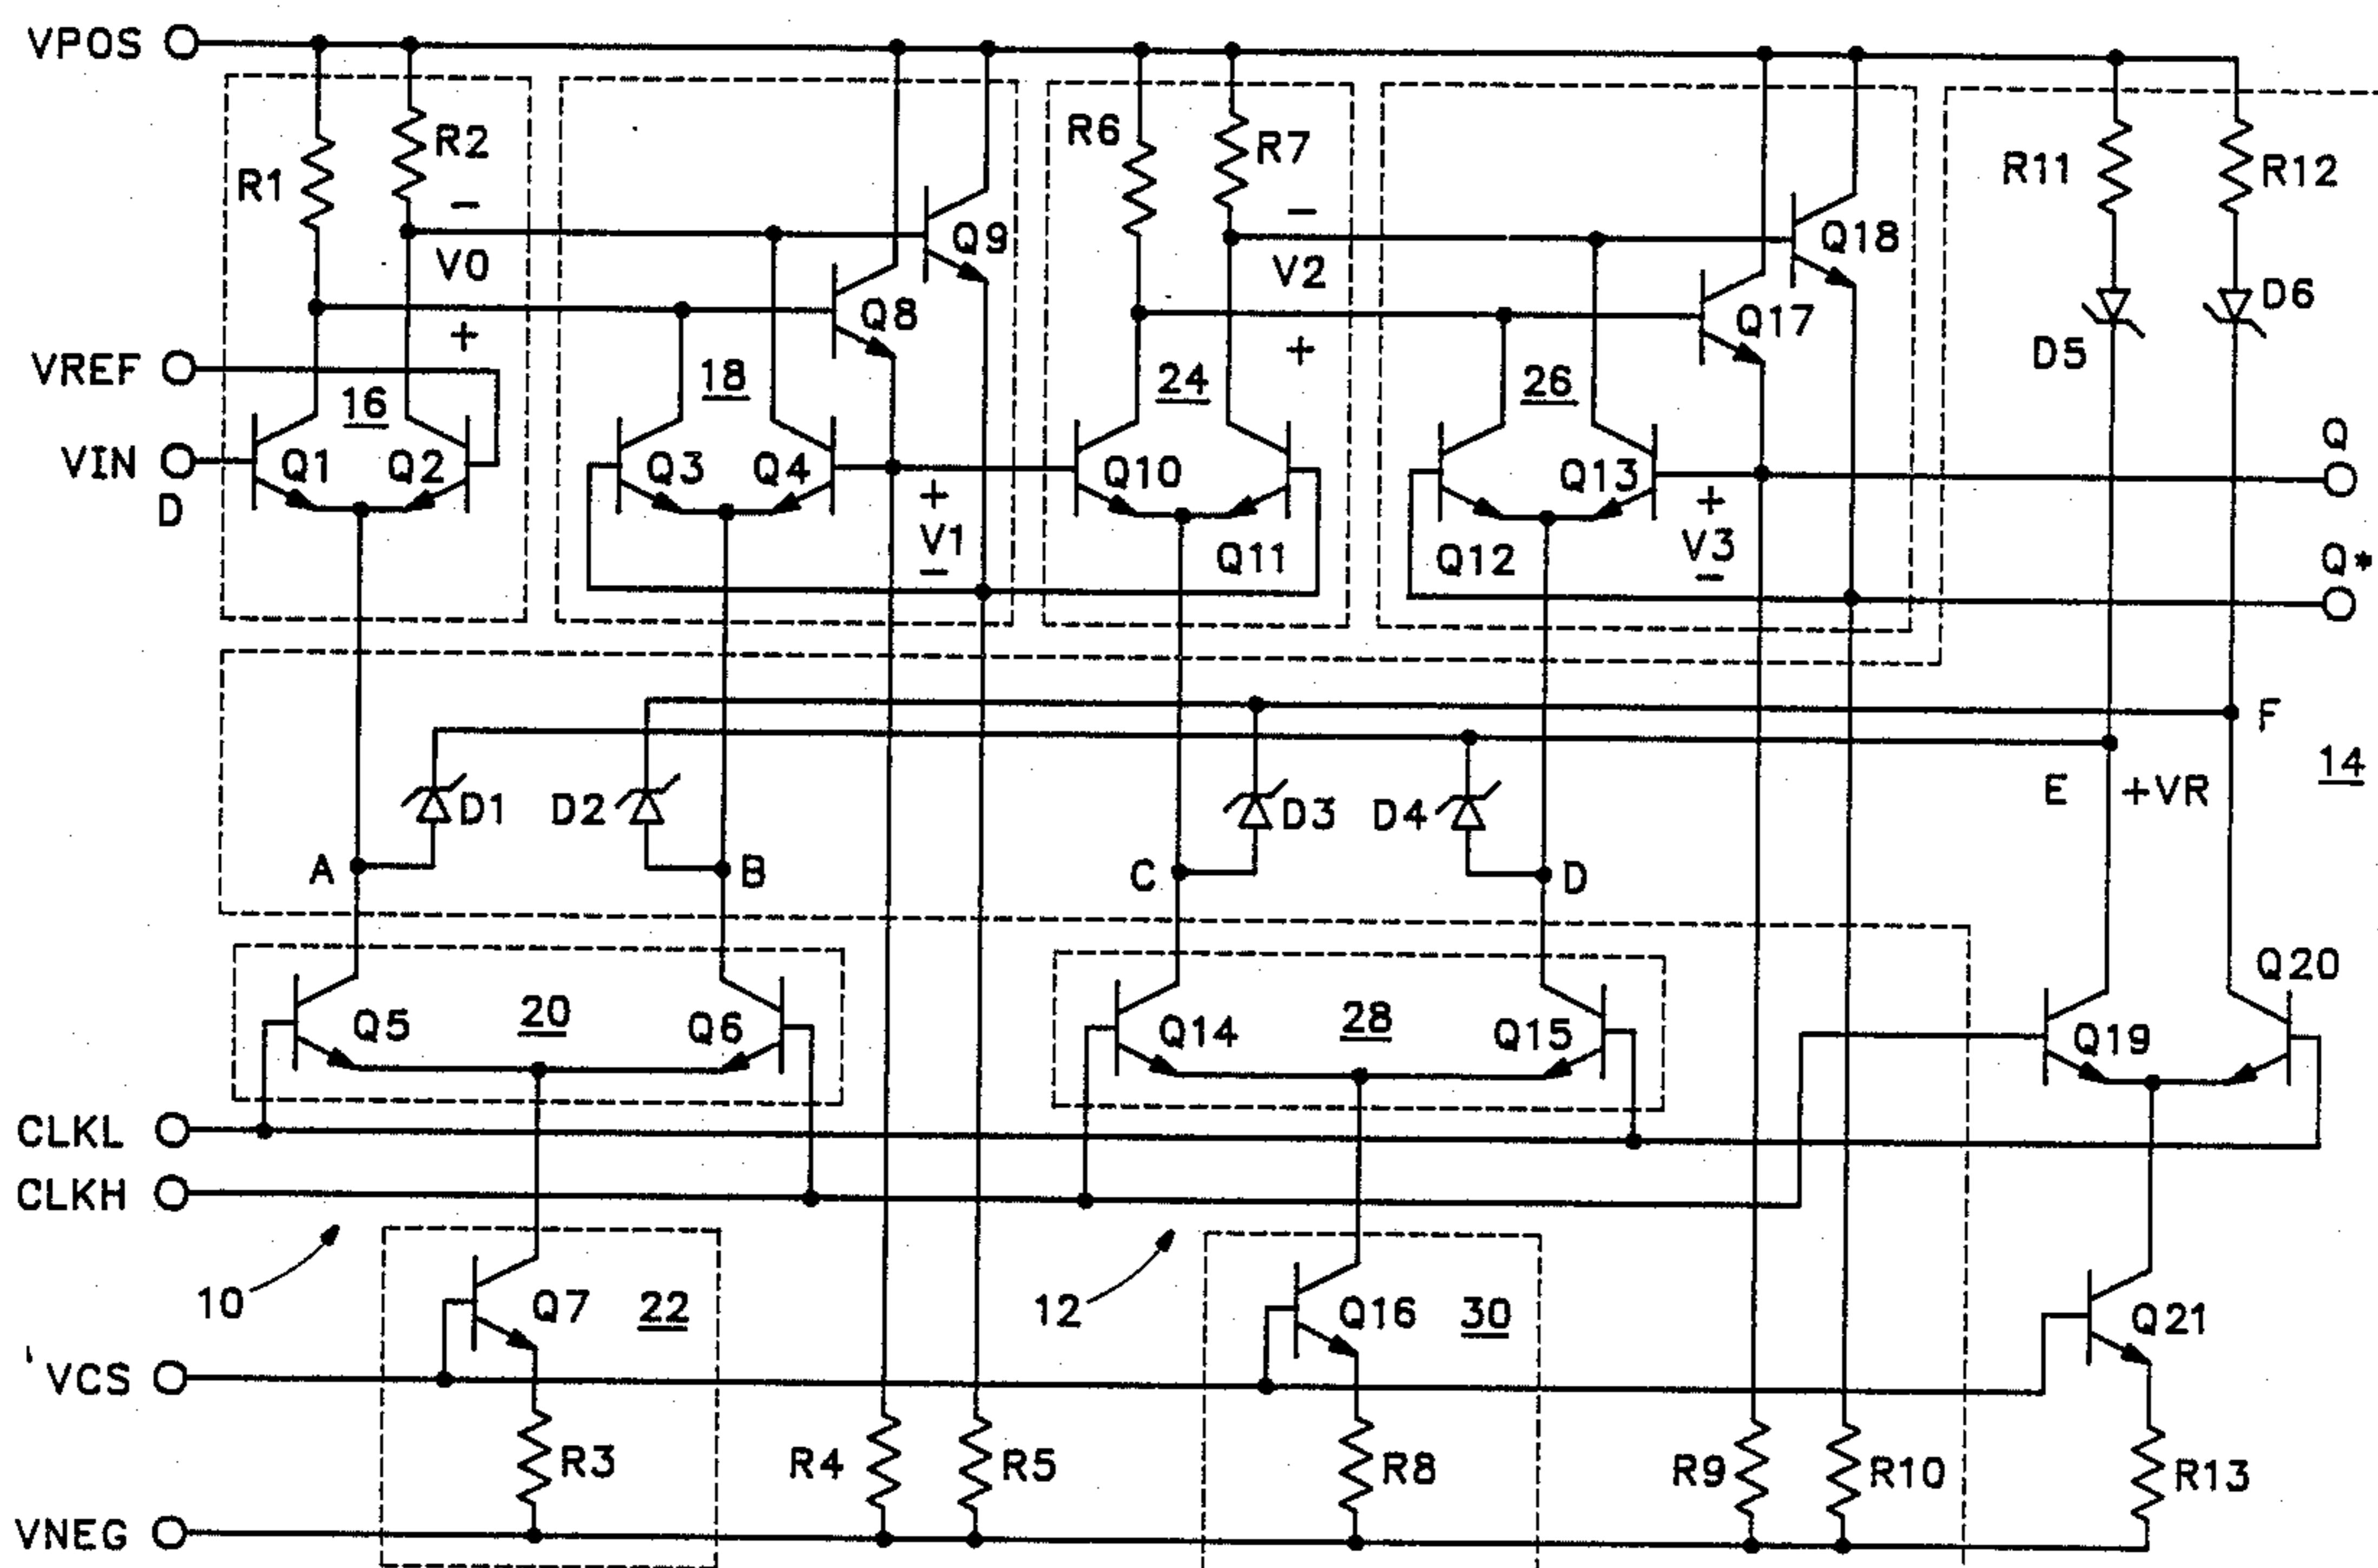 VPOS
R1
R2
R6
R7
R11
R12
-
-
V0
Q9
V2
Q18
D6
+
Q8
+
Q17
D5
VREF
16
18
24
26
VIN
D
Q1
Q2
Q3
Q4
Q10
Q13
Q
+
V1
-
Q11
Q12
+
V3
-
Q*
F
14
E
+VR
D1
D2
D3
D4
A
B
C
D
Q5
20
Q6
Q14
28
Q15
Q19
Q20
CLKL
CLKH
10
Q7
22
12
Q16
30
Q21
VCS
R3
R4
R5
R8
R9
R10
R13
VNEG